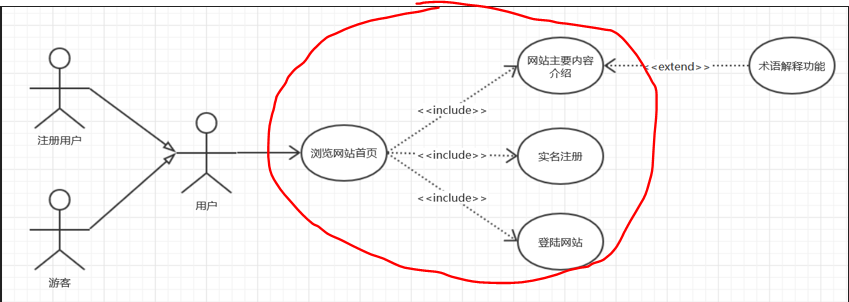 网站主要内容
介绍
<<extend>>
术语解释功能
<<include>>
注册用户
浏览网站首页
<<include>>
实名注册
用户
<<include>>
登陆网站
游客